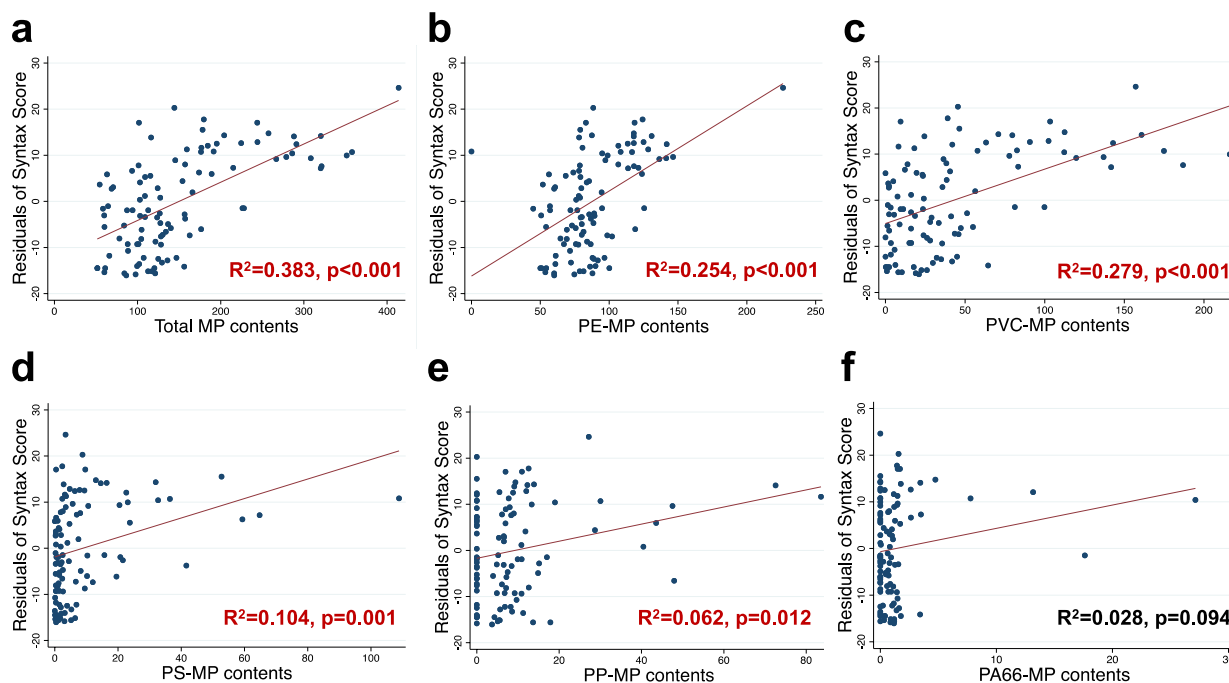 a
Residuals of Syntax Score
30
20
10
0
-10
-20
R²=0.383, p<0.001
0
100
200
300
400
Total MP contents
b
Residuals of Syntax Score
30
20
10
0
-10
-20
R²=0.254, p<0.001
0
50
100
150
200
250
PE-MP contents
c
Residuals of Syntax Score
30
20
10
0
-10
-20
R²=0.279, p<0.001
0
50
100
150
200
PVC-MP contents
d
Residuals of Syntax Score
30
20
10
0
-10
-20
R²=0.104, p=0.001
0
20
40
60
80
100
PS-MP contents
e
Residuals of Syntax Score
30
20
10
0
-10
-20
R²=0.062, p=0.012
0
20
40
60
80
PP-MP contents
f
Residuals of Syntax Score
30
20
10
0
-10
-20
R²=0.028, p=0.094
0
10
20
PA66-MP contents